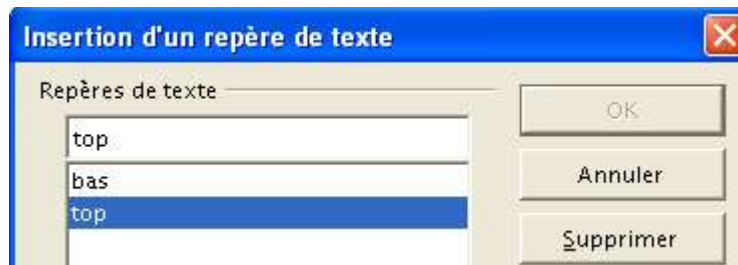 Insertion d'un repère de texte
Repères de texte
OK
top
Annuler
bas
top
Supprimer